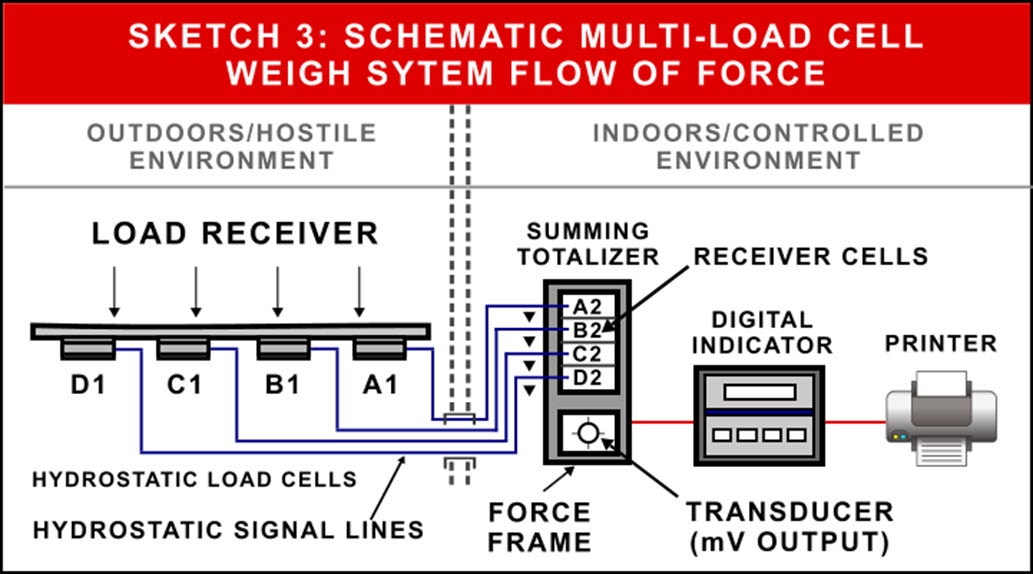 SKETCH 3: SCHEMATIC MULTI-LOAD CELL
WEIGH SYTEM FLOW OF FORCE
OUTDOORS/HOSTILE
ENVIRONMENT
INDOORS/CONTROLLED
ENVIRONMENT
LOAD RECEIVER
SUMMING
TOTALIZER
RECEIVER CELLS
A2
B2
C2
D2
DIGITAL
INDICATOR
PRINTER
D1
C1
B1
A1
HYDROSTATIC LOAD CELLS
HYDROSTATIC SIGNAL LINES
FORCE
FRAME
TRANSDUCER
(mV OUTPUT)